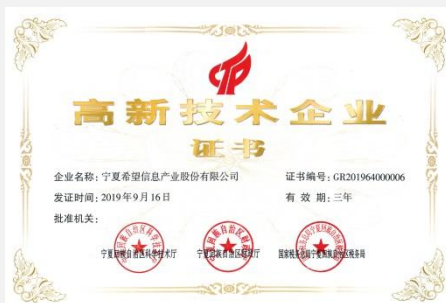 高新技术企业
证书
企业名称：宁夏希望信息产业股份有限公司 证书编号：GR201964000006
发证时间：2019年9月16日 有 效 期：三年
批准机关：
宁夏回族自治区科学技术厅 宁夏回族自治区财政厅 国家税务总局宁夏回族自治区税务局